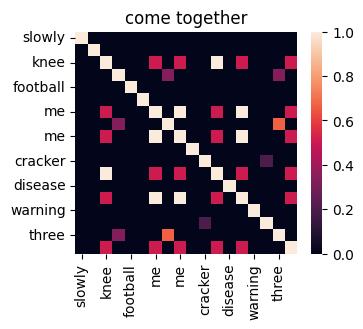 come together
slowly
knee
football
me
me
cracker
disease
warning
three
1.0
0.8
0.6
0.4
0.2
0.0
slowly
knee
football
me
me
cracker
disease
warning
three